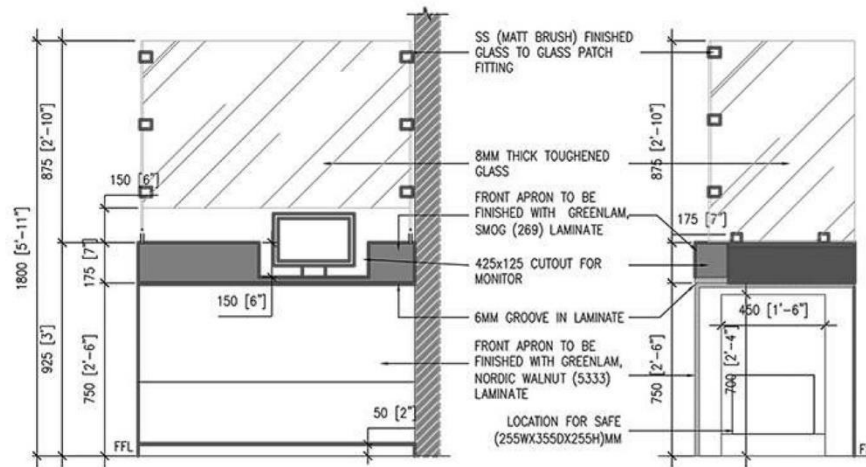 SS (MATT BRUSH) FINISHED
GLASS TO GLASS PATCH
FITTING
8MM THICK TOUGHENED
GLASS
FRONT APRON TO BE
FINISHED WITH GREENLAM,
SMOG (269) LAMINATE
425x125 CUTOUT FOR
MONITOR
6MM GROOVE IN LAMINATE
FRONT APRON TO BE
FINISHED WITH GREENLAM,
NORDIC WALNUT (5333)
LAMINATE
LOCATION FOR SAFE
(255WX355DX255H)MM
1800 [5'-11"]
875 [2'-10"]
925 [3']
150 [6"]
175 [7"]
750 [2'-6"]
150 [6"]
50 [2"]
FFL
875 [2'-10"]
175 [7"]
750 [2'-6"]
450 [1'-6"]
700 [2'-4"]